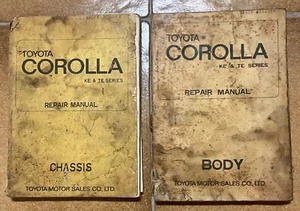 TOYOTA
COROLLA
KE & TE SERIES
REPAIR MANUAL
CHASSIS
TOYOTA MOTOR SALES CO., LTD.
TOYOTA
COROLLA
KE & TE SERIES
REPAIR MANUAL
BODY
TOYOTA MOTOR SALES CO., LTD.